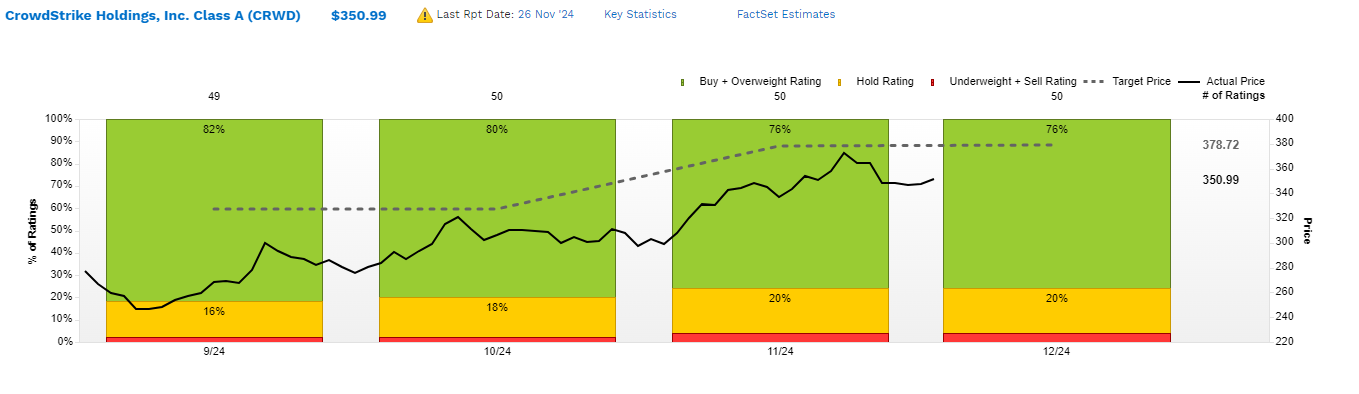 CrowdStrike Holdings, Inc. Class A (CRWD) $350.99 Last Rpt Date: 26 Nov '24 Key Statistics FactSet Estimates
Buy + Overweight Rating Hold Rating Underweight + Sell Rating Target Price Actual Price
49 50 50 50 # of Ratings
100% 400
82% 80% 76% 76%
90% 380
378.72
80% 360
350.99
70% 340
60% 320
50% 300
40% 280
30% 260
20% 240
16% 18% 20% 20%
10%
0% 220
% of Ratings
Price
9/24 10/24 11/24 12/24